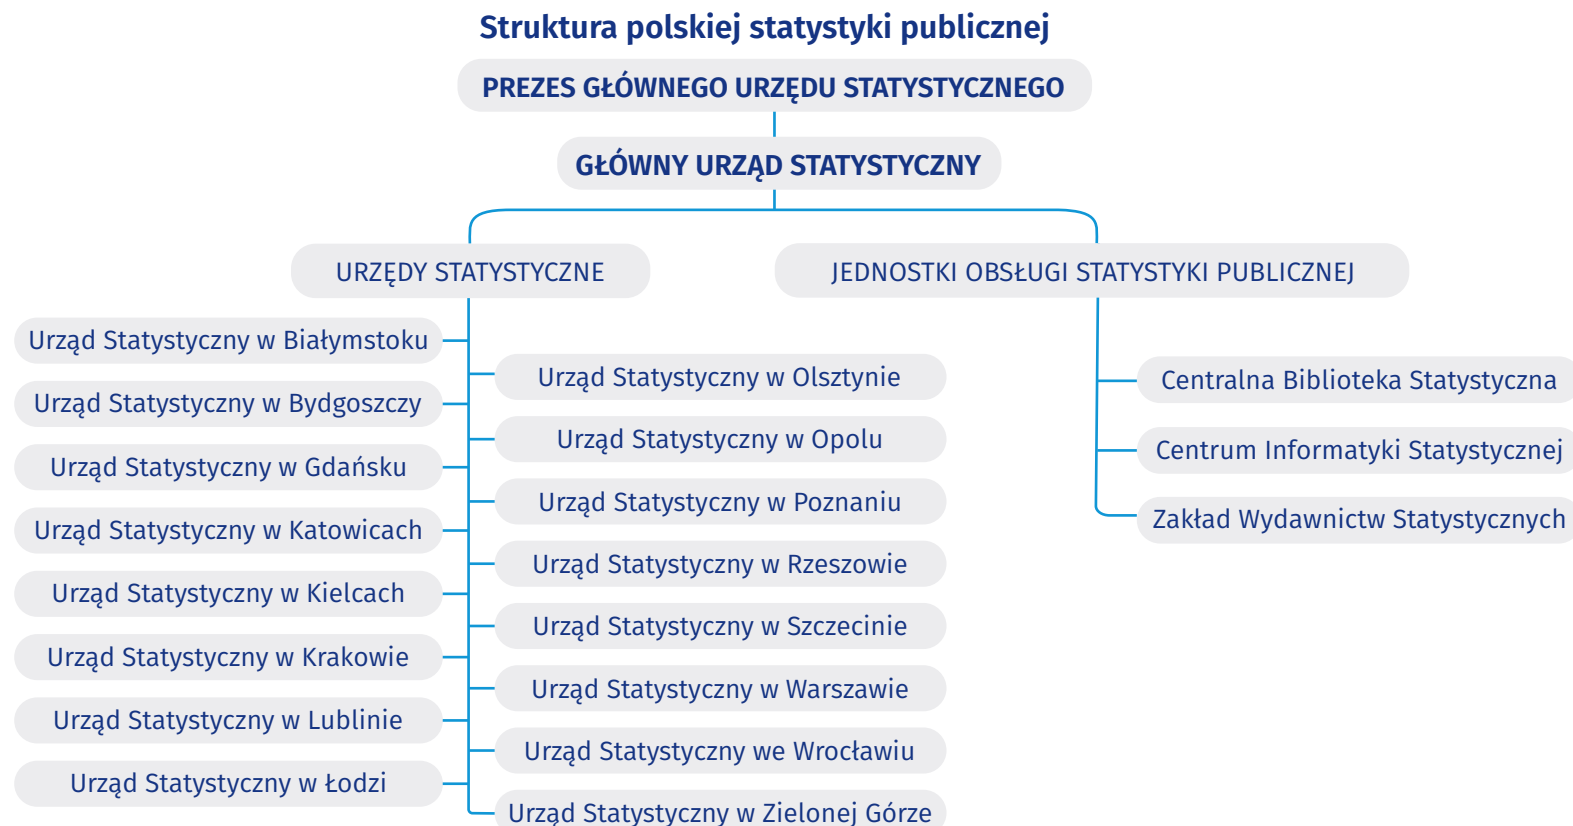 Struktura polskiej statystyki publicznej
PREZES GŁÓWNEGO URZĘDU STATYSTYCZNEGO
GŁÓWNY URZĄD STATYSTYCZNY
URZĘDY STATYSTYCZNE
Urząd Statystyczny w Białymstoku
Urząd Statystyczny w Bydgoszczy
Urząd Statystyczny w Gdańsku
Urząd Statystyczny w Katowicach
Urząd Statystyczny w Kielcach
Urząd Statystyczny w Krakowie
Urząd Statystyczny w Lublinie
Urząd Statystyczny w Łodzi
Urząd Statystyczny w Olsztynie
Urząd Statystyczny w Opolu
Urząd Statystyczny w Poznaniu
Urząd Statystyczny w Rzeszowie
Urząd Statystyczny w Szczecinie
Urząd Statystyczny w Warszawie
Urząd Statystyczny we Wrocławiu
Urząd Statystyczny w Zielonej Górze
JEDNOSTKI OBSŁUGI STATYSTYKI PUBLICZNEJ
Centralna Biblioteka Statystyczna
Centrum Informatyki Statystycznej
Zakład Wydawnictw Statystycznych